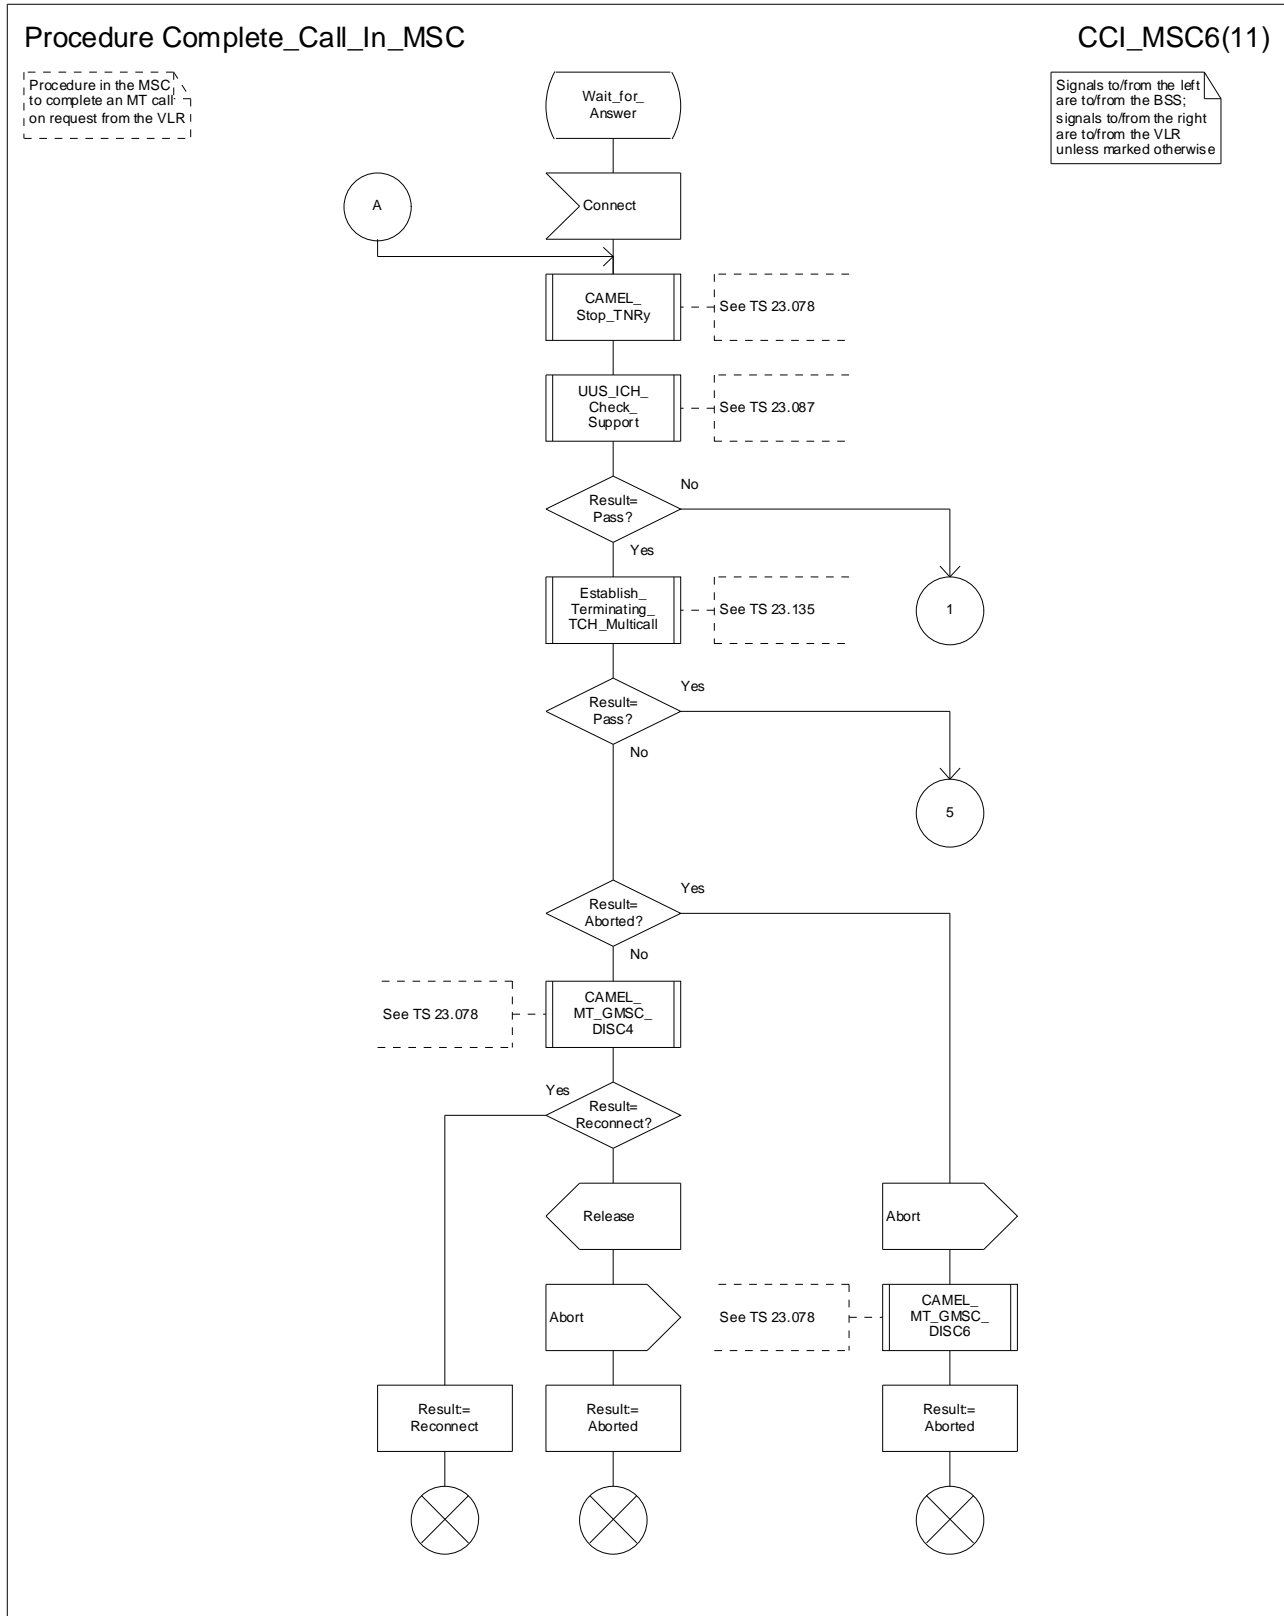 Procedure Complete_Call_In_MSC
CCI_MSC6(11)
Procedure in the MSC
to complete an MT call
on request from the VLR
Signals to/from the left
are to/from the BSS;
signals to/from the right
are to/from the VLR
unless marked otherwise
Wait_for_
Answer
A
Connect
CAMEL_
Stop_TNRy
See TS 23.078
UUS_ICH_
Check_
Support
See TS 23.087
Result=
Pass?
No
Yes
Establish_
Terminating_
TCH_Multicall
See TS 23.135
1
Result=
Pass?
Yes
No
5
Result=
Aborted?
Yes
No
See TS 23.078
CAMEL_
MT_GMSC_
DISC4
Yes
Result=
Reconnect?
Release
Abort
Abort
See TS 23.078
CAMEL_
MT_GMSC_
DISC6
Result:=
Reconnect
Result:=
Aborted
Result:=
Aborted